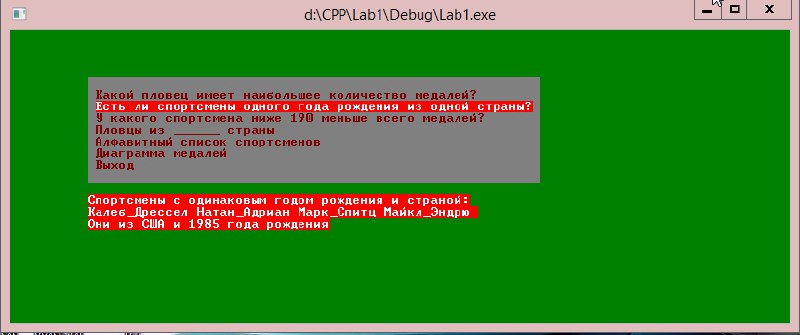 d:\CPP\Lab1\Debug\Lab1.exe
Какой пловец имеет наибольшее количество медалей?
Есть ли спортсмены одного года рождения из одной страны?
У какого спортсмена ниже 190 меньше всего медалей?
Пловцы из ______ страны
Алфавитный список спортсменов
Диаграмма медалей
Выход
Спортсмены с одинаковым годом рождения и страной:
Калеб_Дрессел Натан_Адриан Марк_Спитц Майкл_Эндрю
Они из США и 1985 года рождения